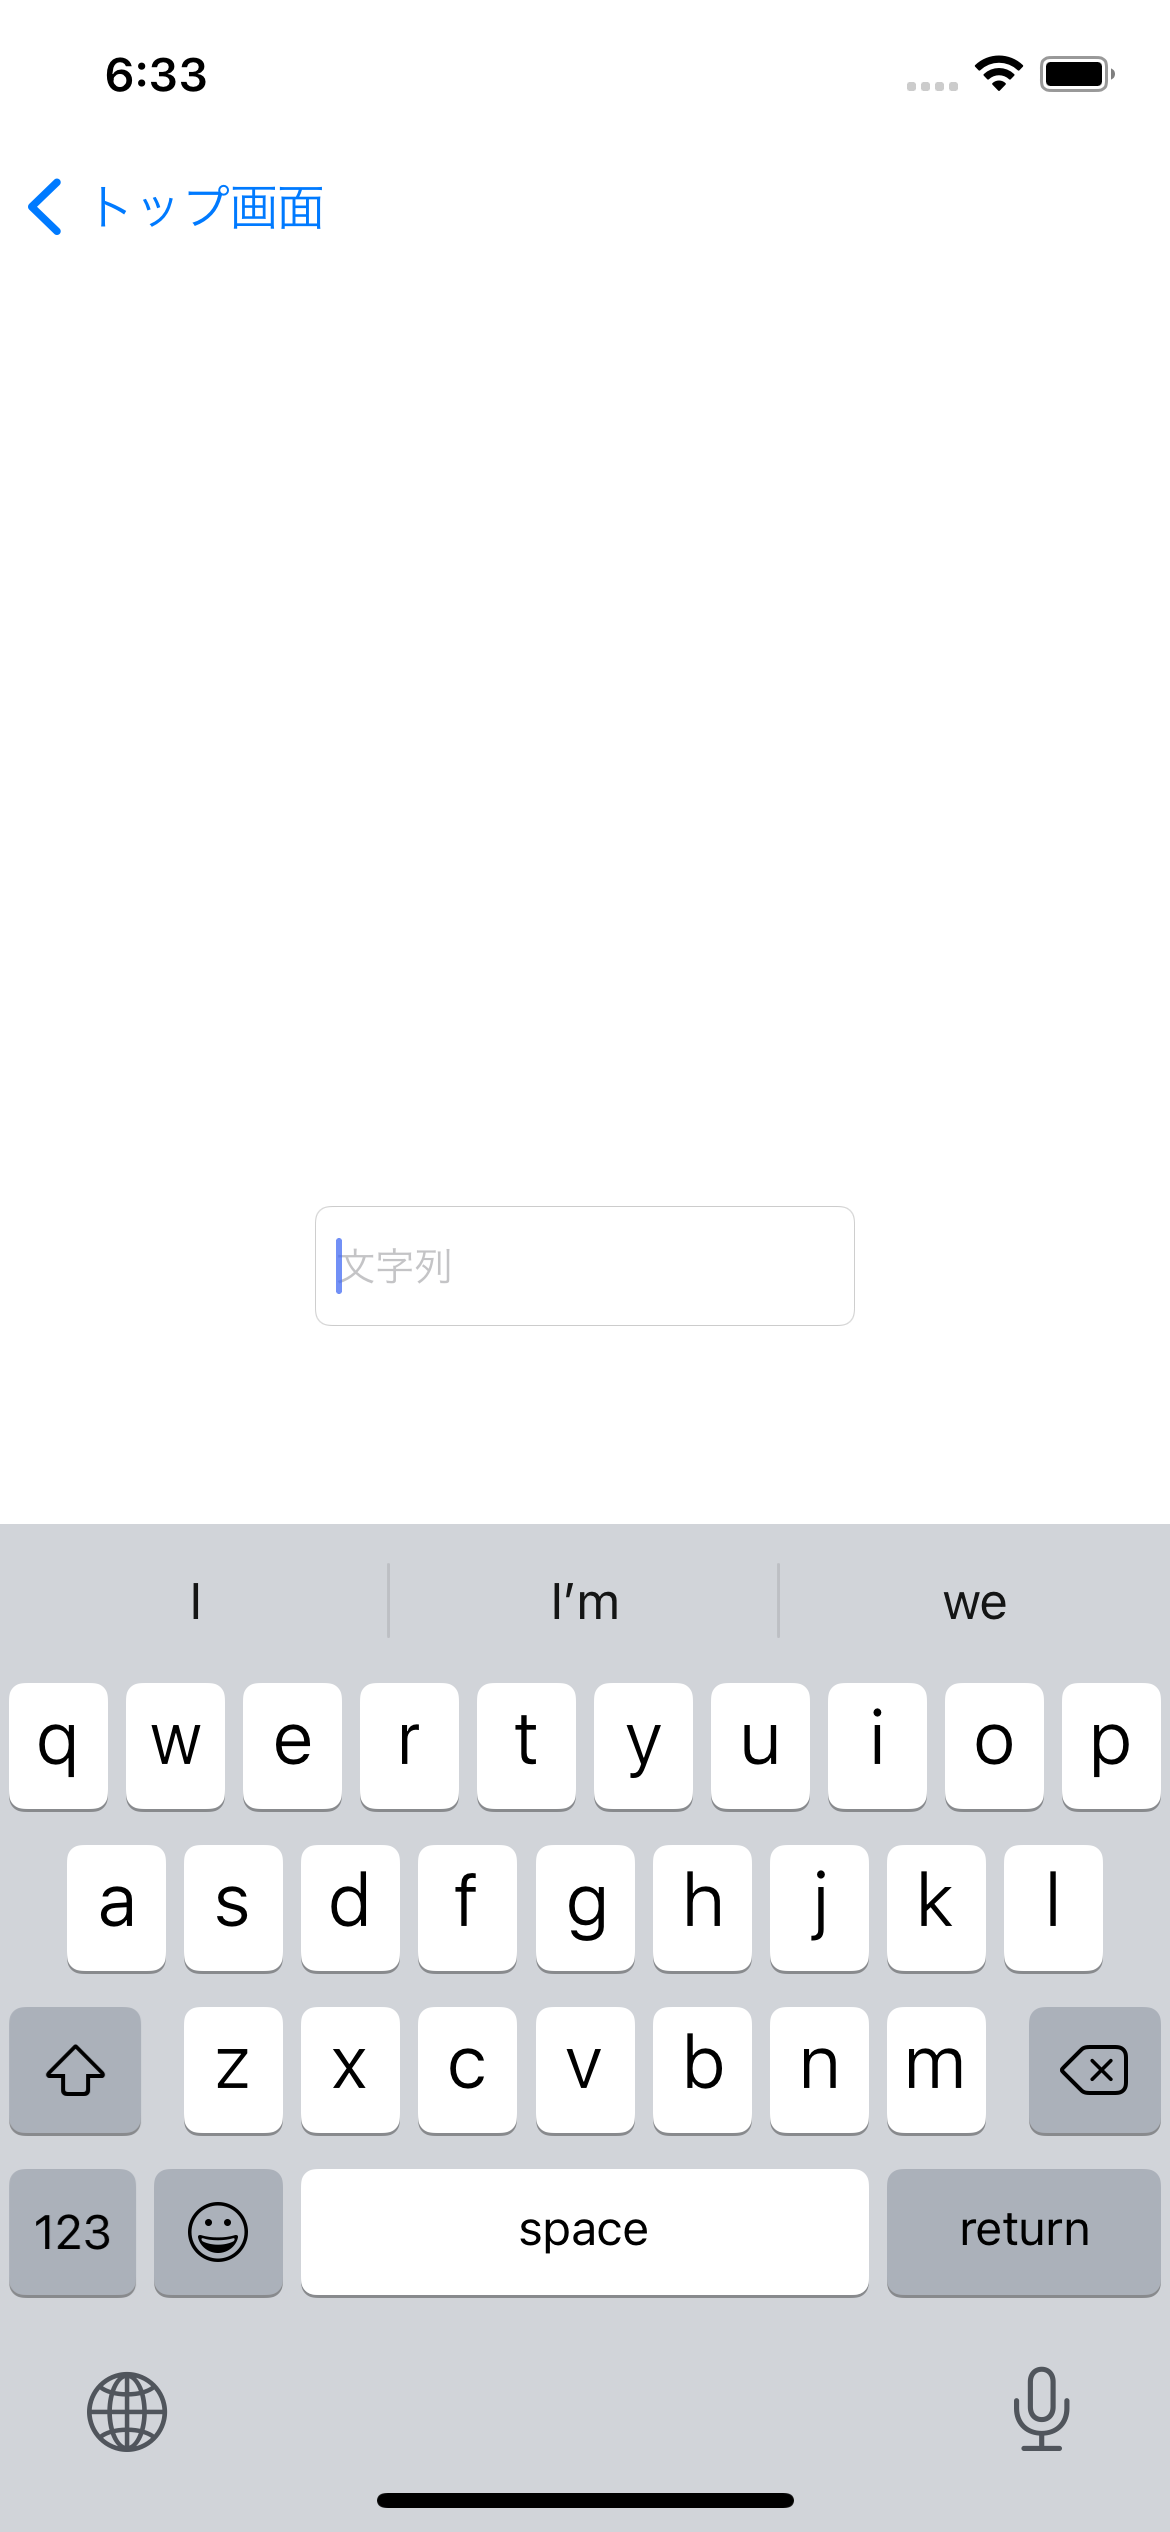 6:33
トップ画面
文字列
I I'm we
q w e r t y u i o p
a s d f g h j k l
z x c v b n m
123 space return